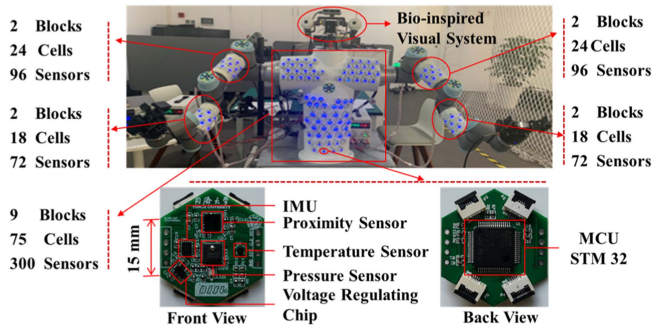 2 Blocks
24 Cells
96 Sensors
Bio-inspired
Visual System
2 Blocks
24 Cells
96 Sensors
2 Blocks
18 Cells
72 Sensors
2 Blocks
18 Cells
72 Sensors
9 Blocks
75 Cells
300 Sensors
15 mm
IMU
Proximity Sensor
Temperature Sensor
Pressure Sensor
Voltage Regulating
Chip
Front View
MCU
STM 32
Back View